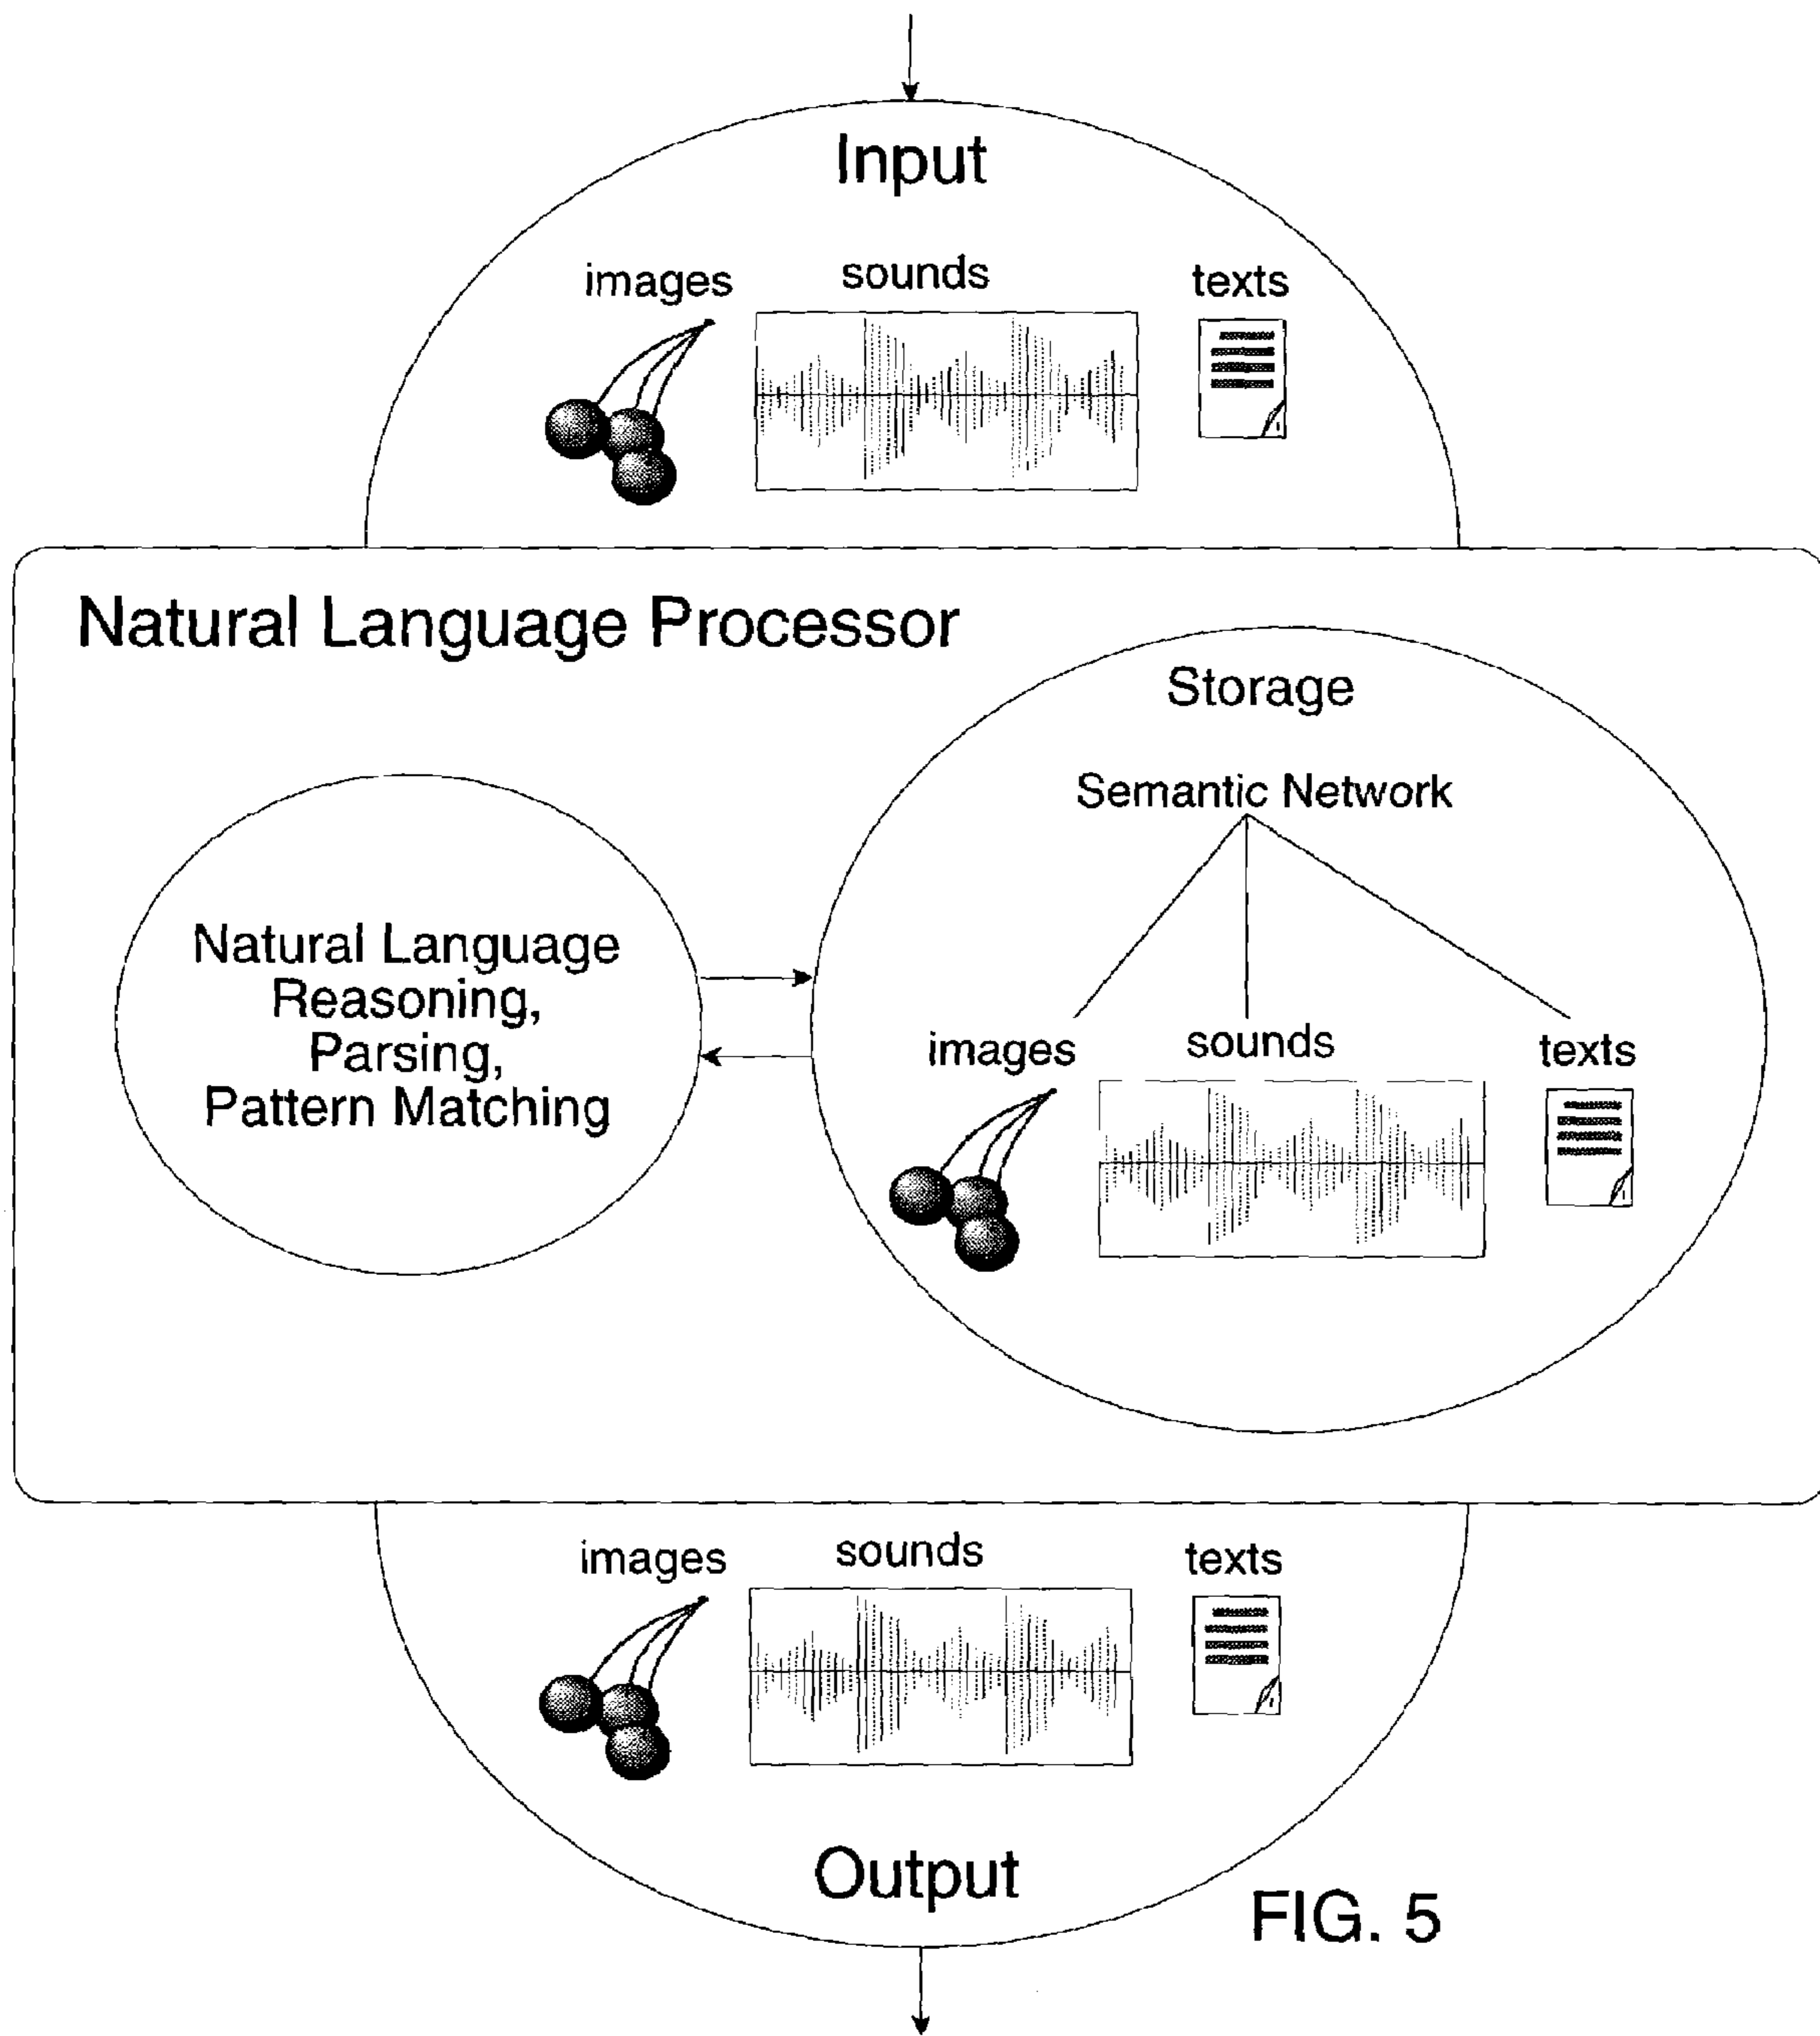 Input
images
sounds
texts
Natural Language Processor
Storage
Semantic Network
Natural Language
Reasoning,
Parsing,
Pattern Matching
images
sounds
texts
images
sounds
texts
Output
FIG. 5